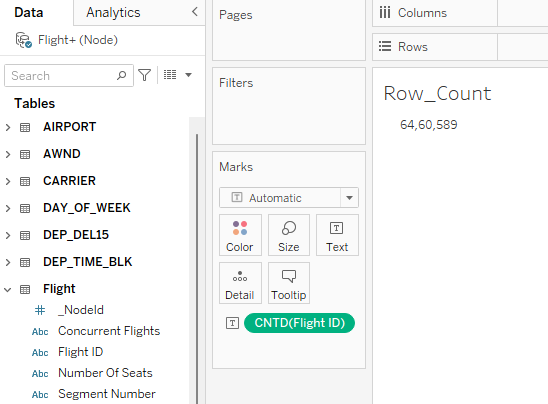 Data
Analytics
Flight+ (Node)
Search
Tables
AIRPORT
AWND
CARRIER
DAY_OF_WEEK
DEP_DEL15
DEP_TIME_BLK
Flight
# _NodeId
Abc Concurrent Flights
Abc Flight ID
Abc Number Of Seats
Abc Segment Number
Pages
Filters
Marks
T Automatic
Color
Size
T
Text
Detail
Tooltip
T CNTD(Flight ID)
Columns
Rows
Row_Count
64,60,589